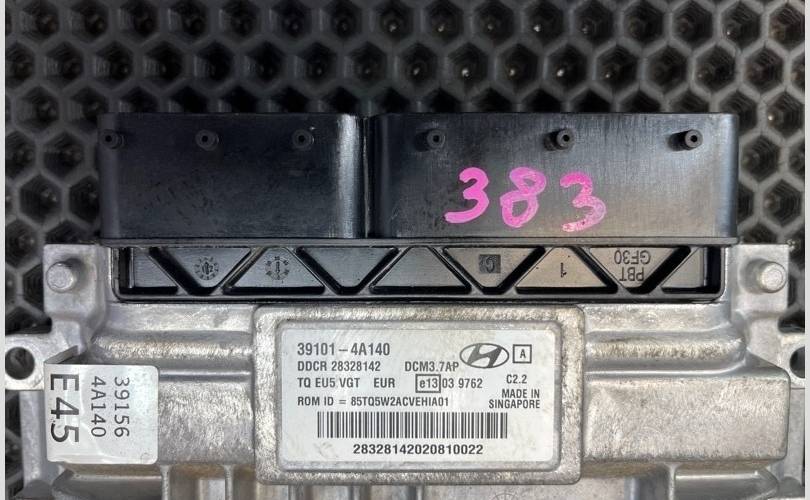 383
PBT
GF30
1
39101-4A140
DDCR 28328142 DCM3.7AP A
TQ EU5 VGT EUR e13 03 9762 C2.2
MADE IN
SINGAPORE
ROM ID = 85TQ5W2ACVEHIA01
28328142020810022
39156
4A140
E45